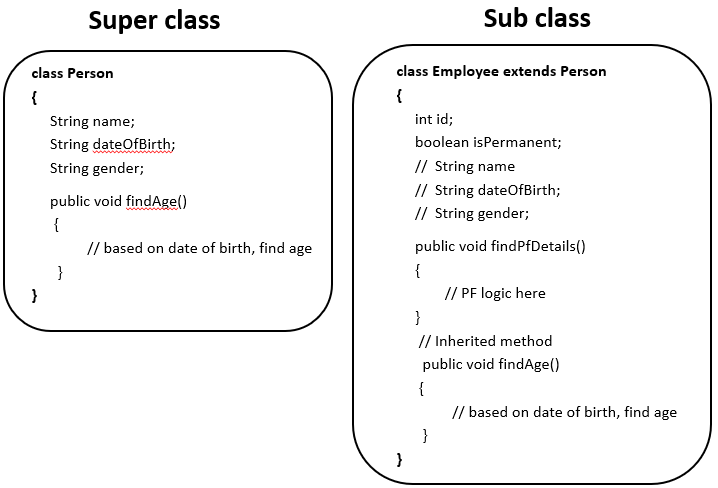 Super class
class Person
{
String name;
String dateOfBirth;
String gender;
public void findAge()
{
// based on date of birth, find age
}
}
Sub class
class Employee extends Person
{
int id;
boolean isPermanent;
// String name
// String dateOfBirth;
// String gender;
public void findPfDetails()
{
// PF logic here
}
// Inherited method
public void findAge()
{
// based on date of birth, find age
}
}